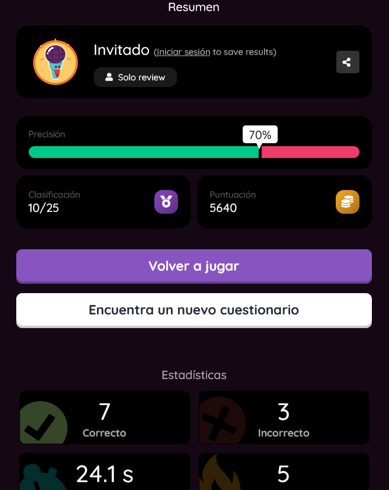 Resumen
Invitado (Iniciar sesión to save results)
Solo review
Precisión
70%
Clasificación
10/25
Puntuación
5640
Volver a jugar
Encuentra un nuevo cuestionario
Estadísticas
7
Correcto
3
Incorrecto
24.1 s
5